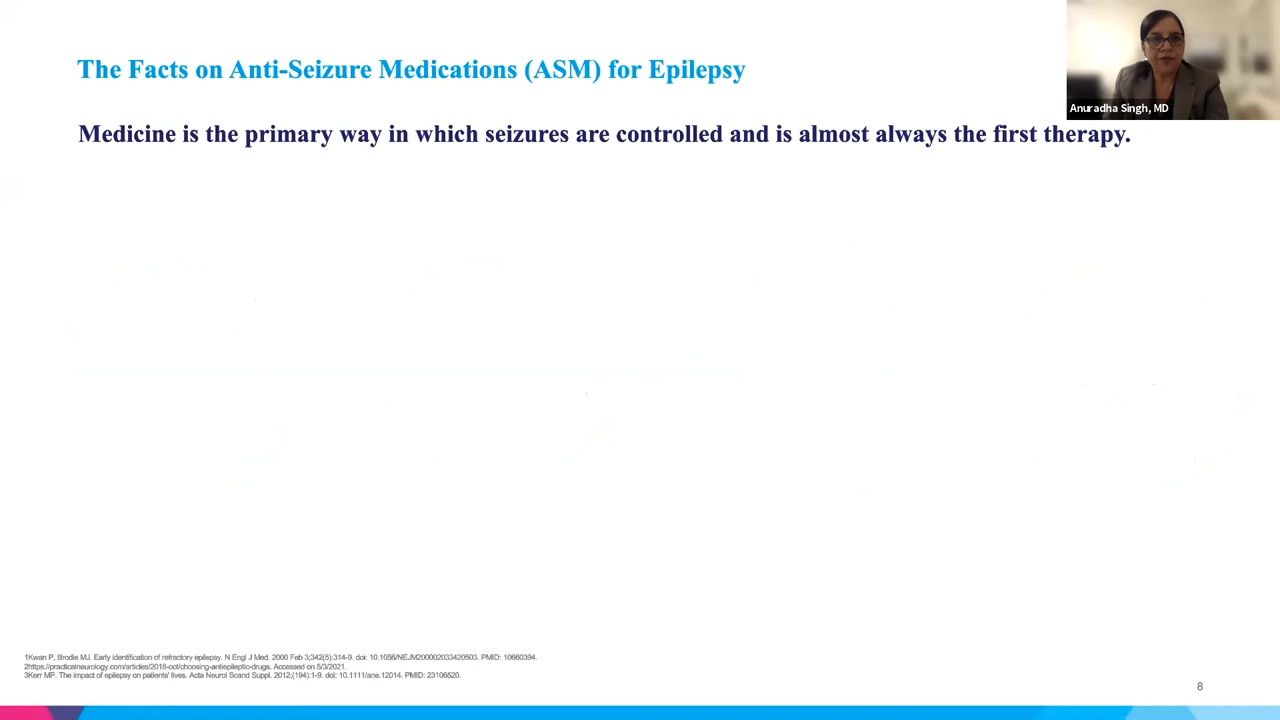 The Facts on Anti-Seizure Medications (ASM) for Epilepsy
Anuradha Singh, MD
Medicine is the primary way in which seizures are controlled and is almost always the first therapy.
1Kwan P, Brodie MJ. Early identification of refractory epilepsy. N Engl J Med. 2000 Feb 3;342(5):314-9. doi: 10.1056/NEJM200002033420503. PMID: 10660394.
2https://practicalneurology.com/articles/2018-oct/choosing-antiepileptic-drugs. Accessed on 5/3/2021.
3Kerr MP. The impact of epilepsy on patients' lives. Acta Neurol Scand Suppl. 2012;(194):1-9. doi: 10.1111/ane.12014. PMID: 23106520.
8